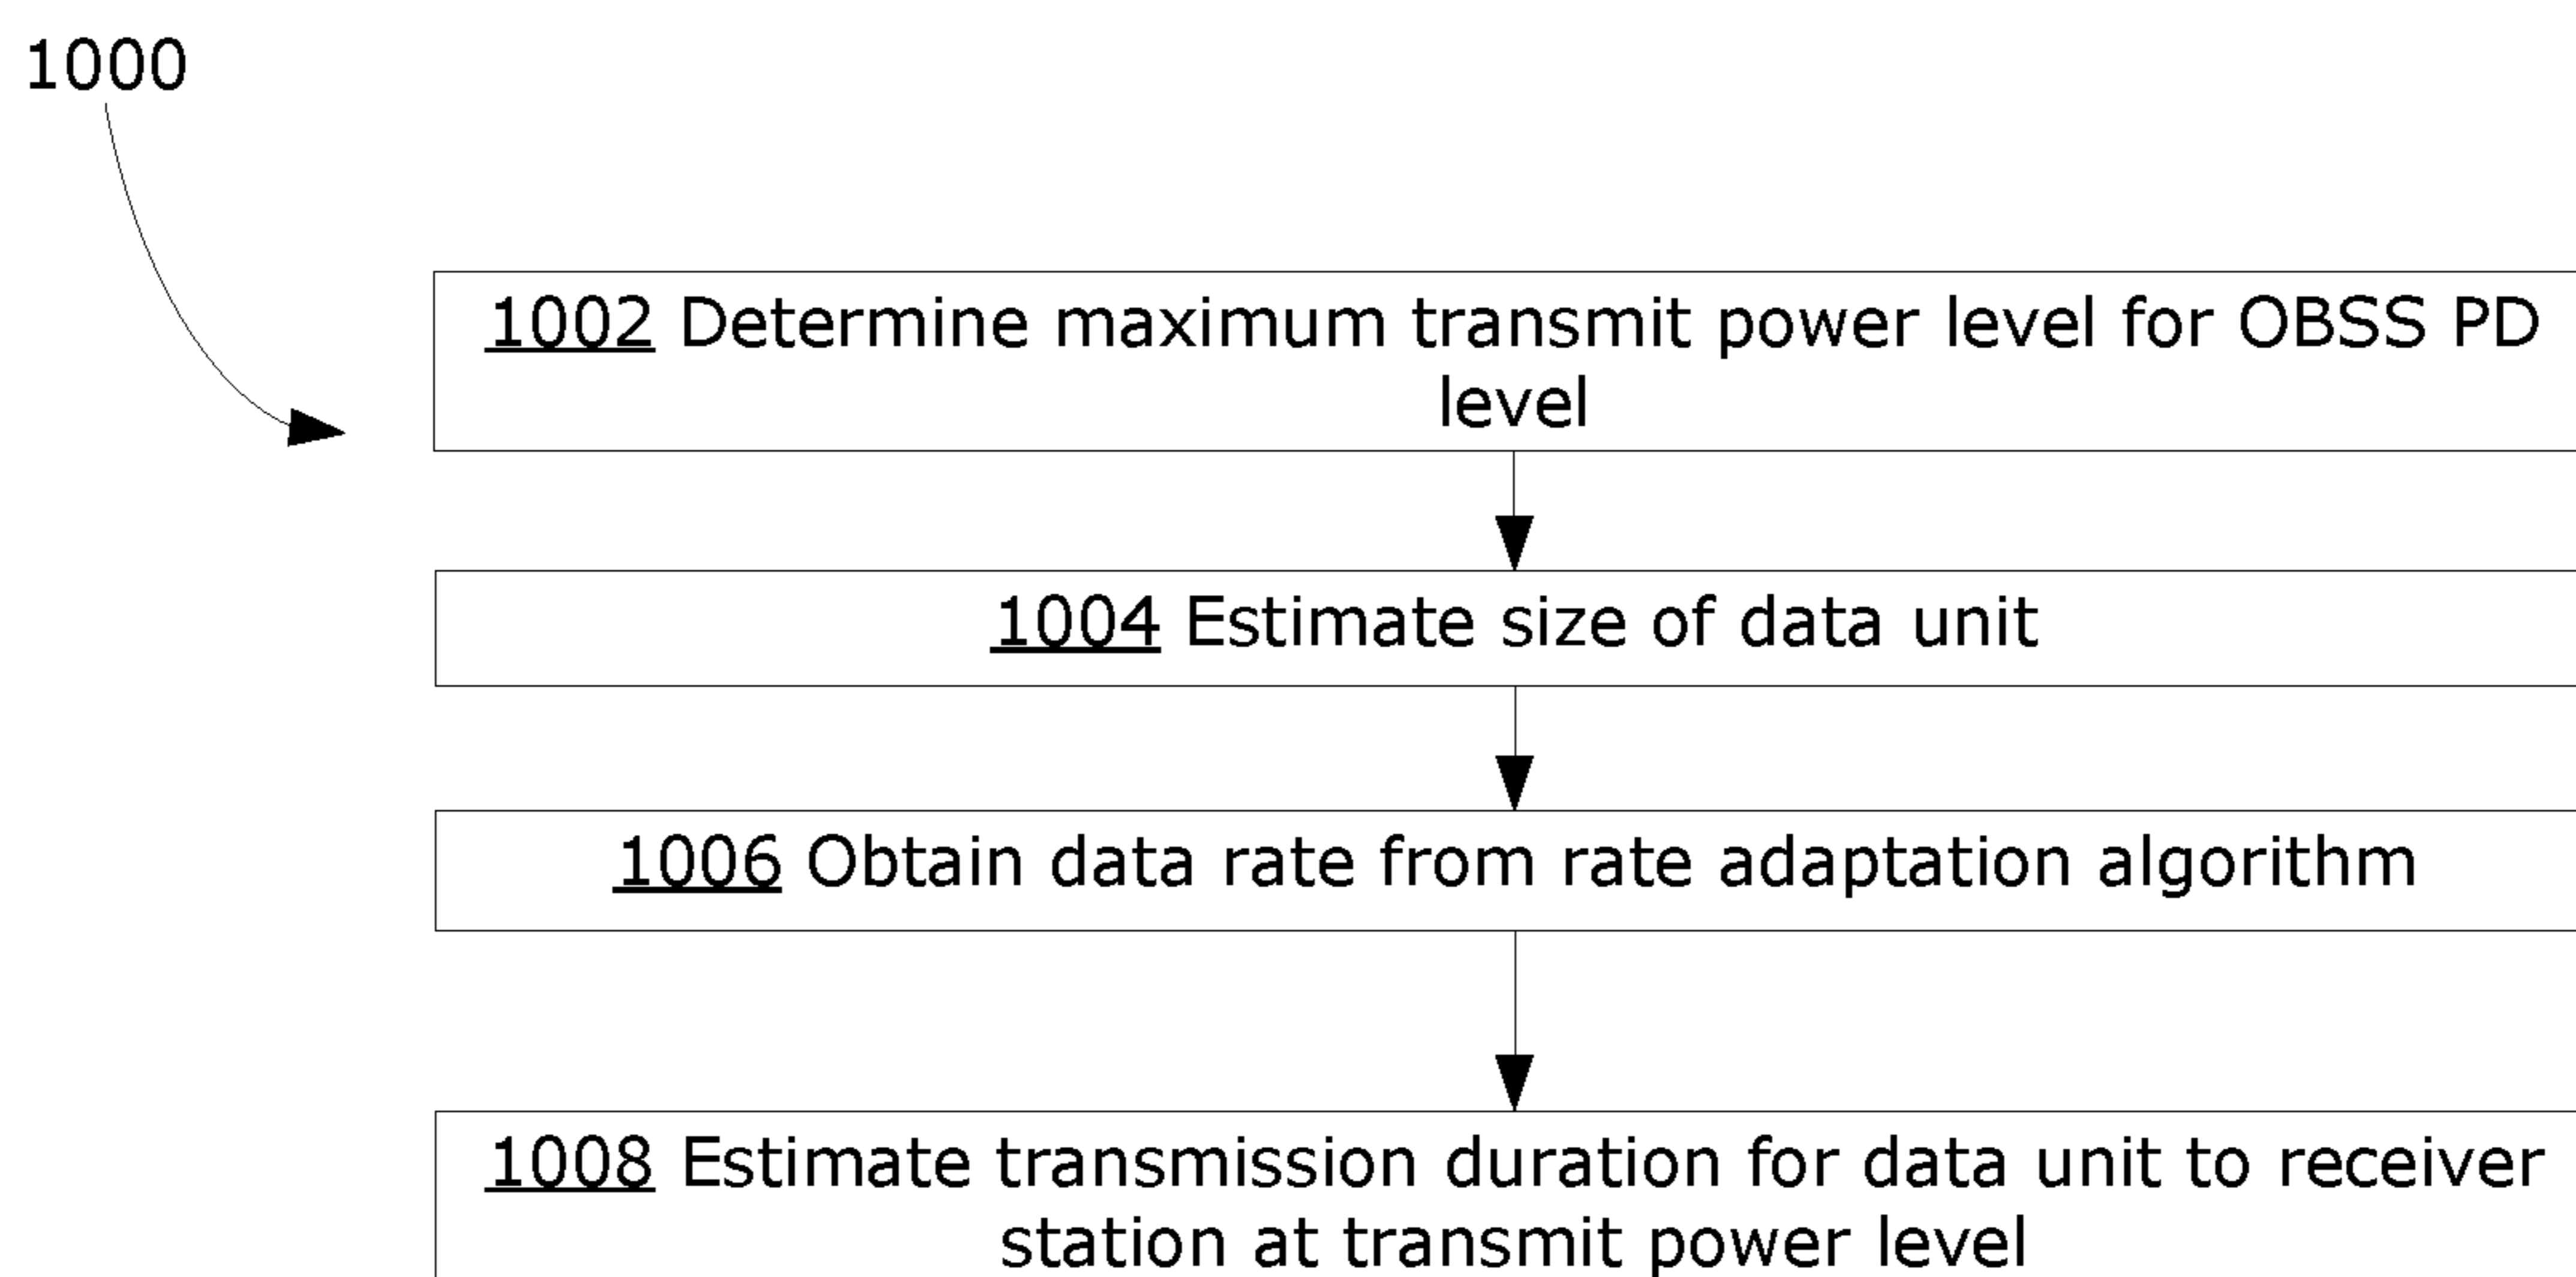 1000
1002 Determine maximum transmit power level for OBSS PD
level
1004 Estimate size of data unit
1006 Obtain data rate from rate adaptation algorithm
1008 Estimate transmission duration for data unit to receiver
station at transmit power level